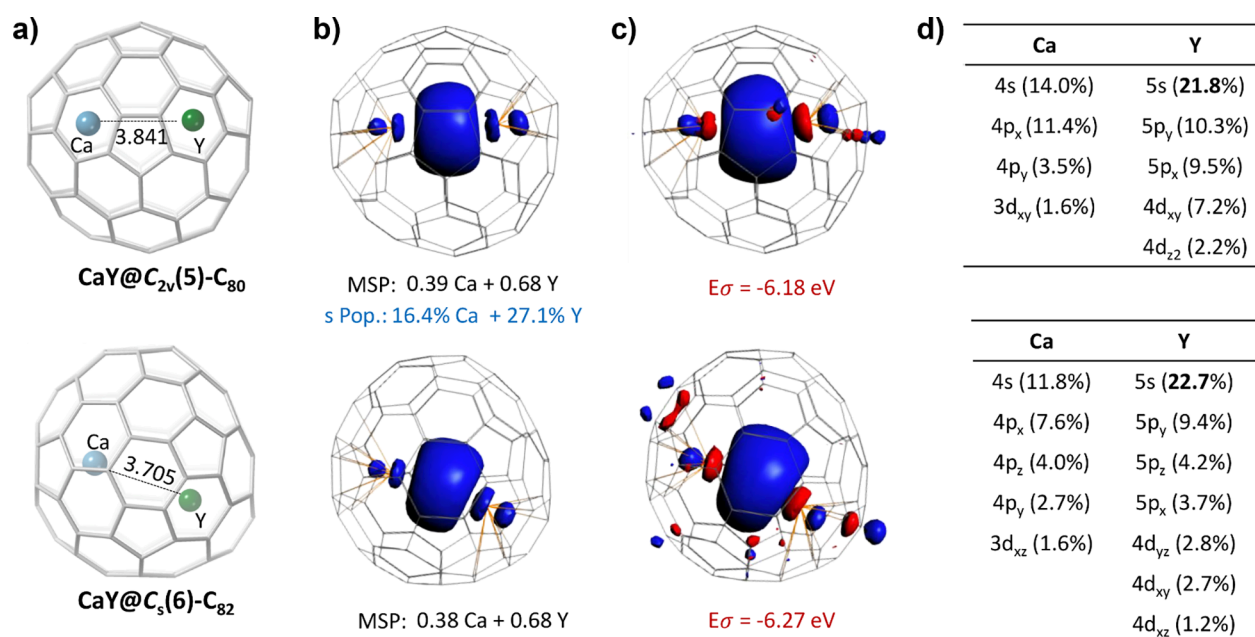 a)
b)
c)
d)
Ca
3.841
Y
CaY@C2v(5)-C80
MSP: 0.39 Ca + 0.68 Y
s Pop.: 16.4% Ca + 27.1% Y
Eσ = -6.18 eV
Ca Y
4s (14.0%) 5s (21.8%)
4px (11.4%) 5py (10.3%)
4py (3.5%) 5px (9.5%)
3dxy (1.6%) 4dxy (7.2%)
4dz2 (2.2%)
Ca
3.705
Y
CaY@Cs(6)-C82
MSP: 0.38 Ca + 0.68 Y
Eσ = -6.27 eV
Ca Y
4s (11.8%) 5s (22.7%)
4px (7.6%) 5py (9.4%)
4pz (4.0%) 5pz (4.2%)
4py (2.7%) 5px (3.7%)
3dxz (1.6%) 4dyz (2.8%)
4dxy (2.7%)
4dxz (1.2%)